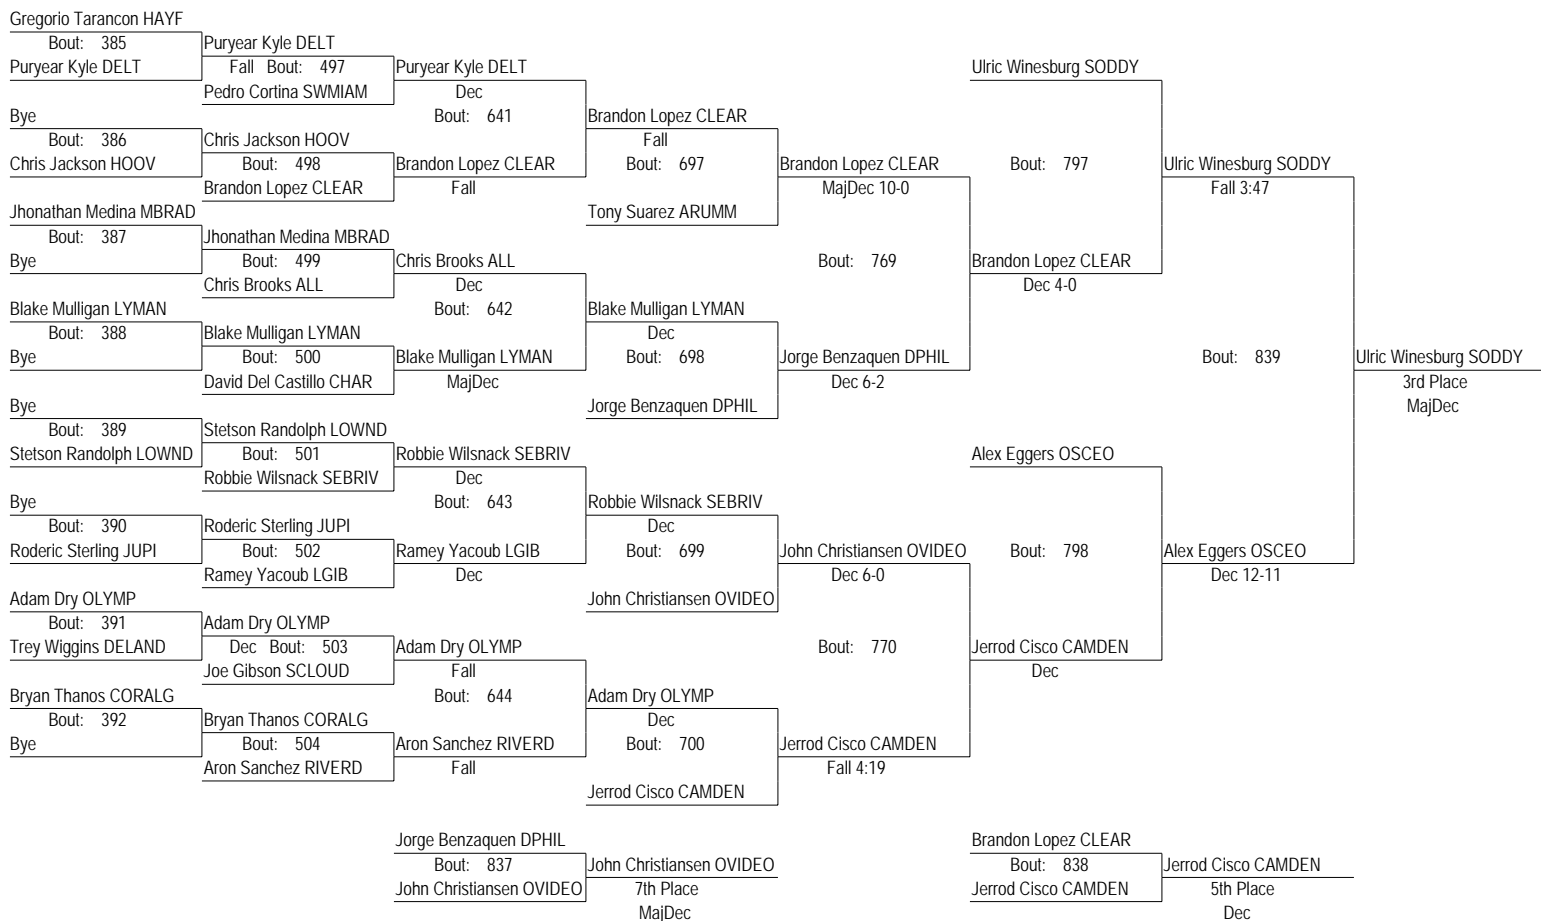 Gregorio Tarancon HAYF
Bout: 385 Puryear Kyle DELT
Puryear Kyle DELT Fall Bout: 497 Puryear Kyle DELT Ulric Winesburg SODDY
Pedro Cortina SWMIAM Dec
Bye Bout: 641 Brandon Lopez CLEAR
Bout: 386 Chris Jackson HOOV Fall
Chris Jackson HOOV Bout: 498 Brandon Lopez CLEAR Bout: 697 Brandon Lopez CLEAR Bout: 797 Ulric Winesburg SODDY
Brandon Lopez CLEAR Fall MajDec 10-0 Fall 3:47
Jhonathan Medina MBRAD Tony Suarez ARUMM
Bout: 387 Jhonathan Medina MBRAD
Bye Bout: 499 Chris Brooks ALL Bout: 769 Brandon Lopez CLEAR
Chris Brooks ALL Dec Dec 4-0
Blake Mulligan LYMAN Bout: 642 Blake Mulligan LYMAN
Bout: 388 Blake Mulligan LYMAN Dec
Bye Bout: 500 Blake Mulligan LYMAN Bout: 698 Jorge Benzaquen DPHIL Bout: 839 Ulric Winesburg SODDY
David Del Castillo CHAR MajDec Dec 6-2 3rd Place
Bye Jorge Benzaquen DPHIL MajDec
Bout: 389 Stetson Randolph LOWND
Stetson Randolph LOWND Bout: 501 Robbie Wilsnack SEBRIV Alex Eggers OSCEO
Robbie Wilsnack SEBRIV Dec
Bye Bout: 643 Robbie Wilsnack SEBRIV
Bout: 390 Roderic Sterling JUPI Dec
Roderic Sterling JUPI Bout: 502 Ramey Yacoub LGIB Bout: 699 John Christiansen OVIDEO Bout: 798 Alex Eggers OSCEO
Ramey Yacoub LGIB Dec Dec 6-0 Dec 12-11
Adam Dry OLYMP John Christiansen OVIDEO
Bout: 391 Adam Dry OLYMP
Trey Wiggins DELAND Dec Bout: 503 Adam Dry OLYMP Bout: 770 Jerrod Cisco CAMDEN
Joe Gibson SCLOUD Fall Dec
Bryan Thanos CORALG Bout: 644 Adam Dry OLYMP
Bout: 392 Bryan Thanos CORALG Dec
Bye Bout: 504 Aron Sanchez RIVERD Bout: 700 Jerrod Cisco CAMDEN
Aron Sanchez RIVERD Fall Fall 4:19
Jerrod Cisco CAMDEN
Jorge Benzaquen DPHIL Brandon Lopez CLEAR
Bout: 837 John Christiansen OVIDEO Bout: 838 Jerrod Cisco CAMDEN
John Christiansen OVIDEO 7th Place Jerrod Cisco CAMDEN 5th Place
MajDec Dec